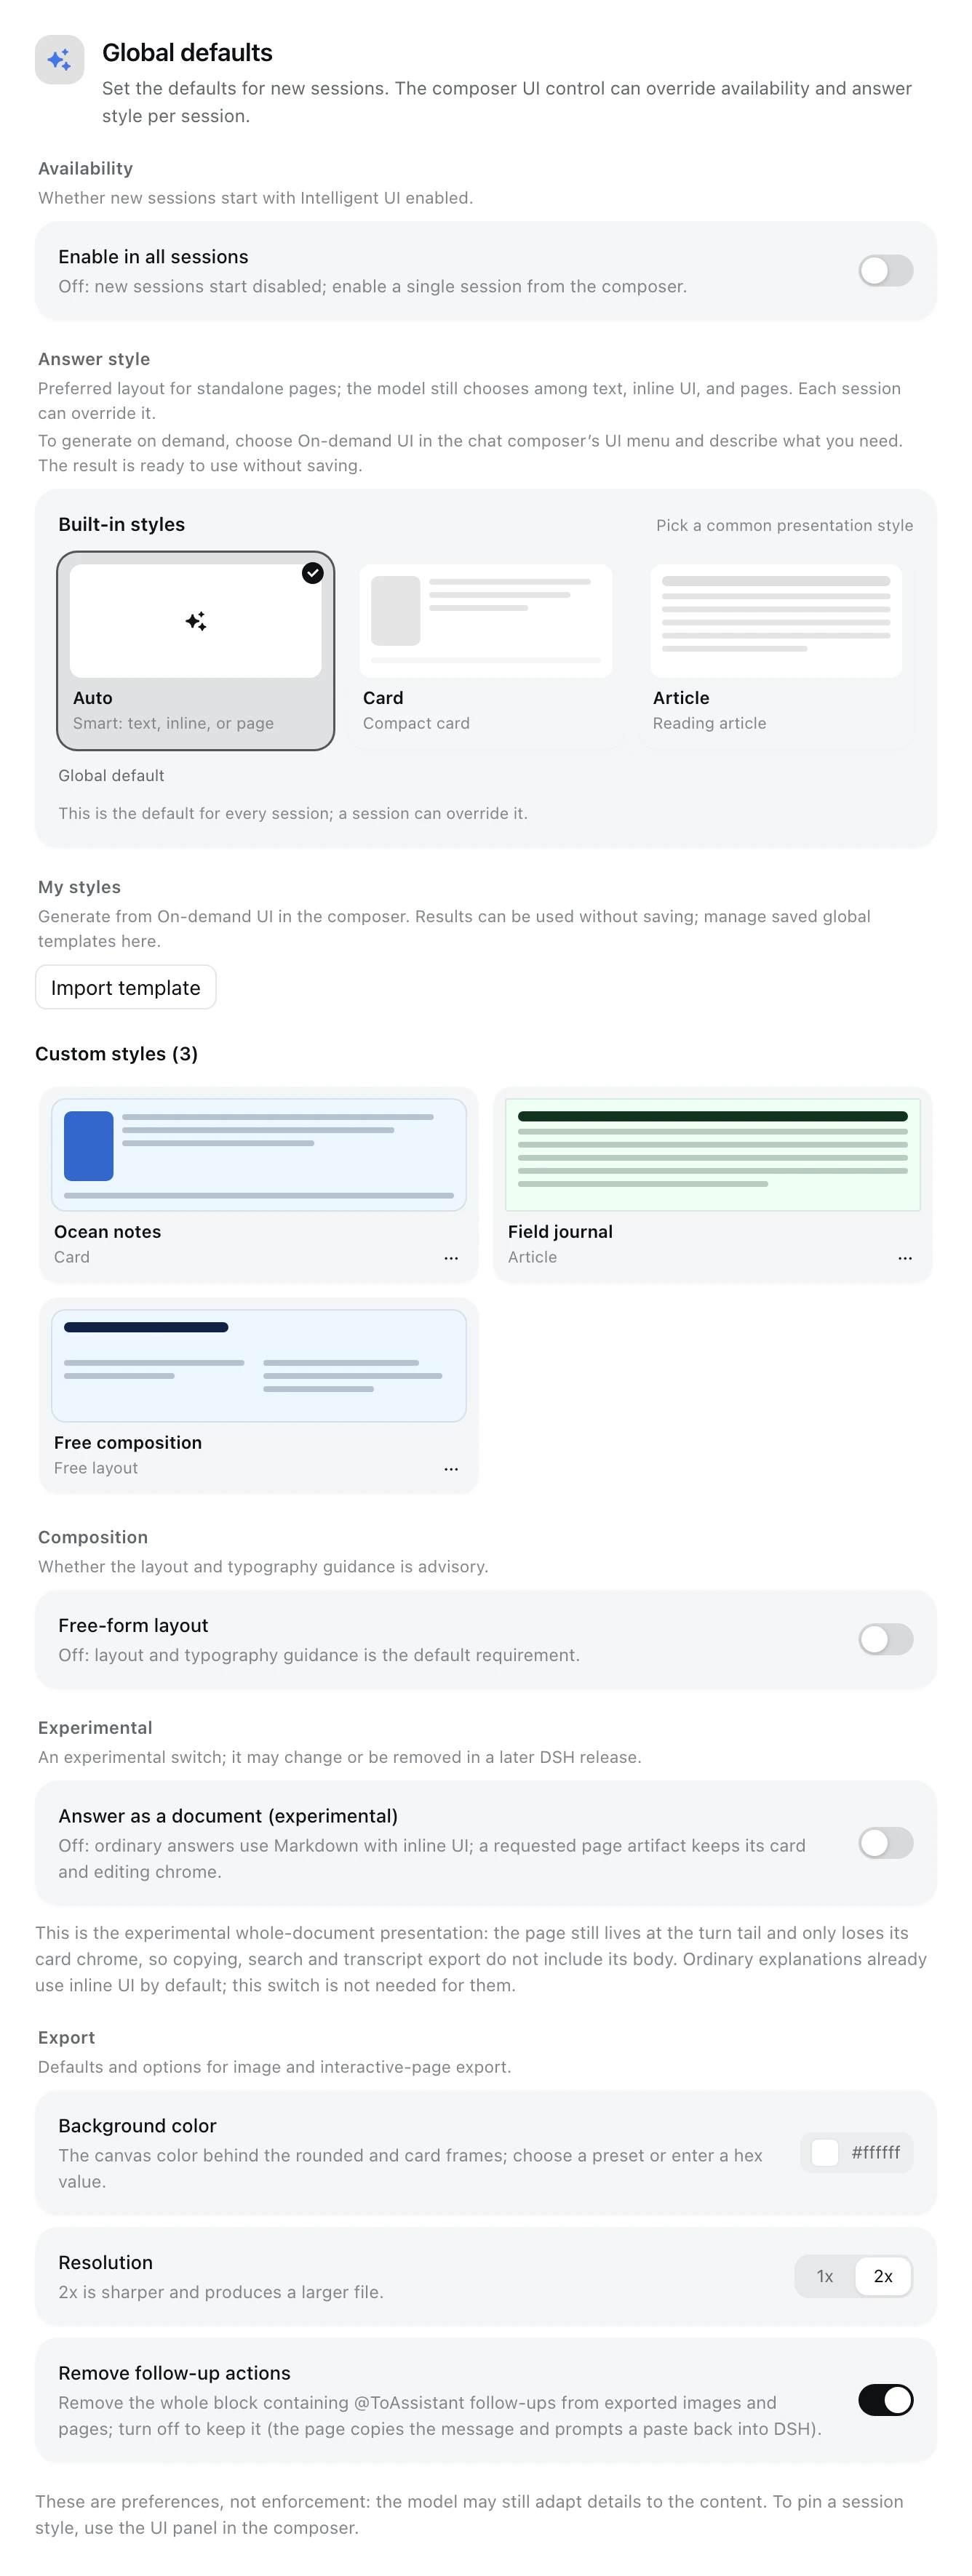 Global defaults
Set the defaults for new sessions. The composer UI control can override availability and answer
style per session.
Availability
Whether new sessions start with Intelligent UI enabled.
Enable in all sessions
Off: new sessions start disabled; enable a single session from the composer.
Answer style
Preferred layout for standalone pages; the model still chooses among text, inline UI, and pages. Each session
can override it.
To generate on demand, choose On-demand UI in the chat composer’s UI menu and describe what you need.
The result is ready to use without saving.
Built-in styles
Pick a common presentation style
Auto
Smart: text, inline, or page
Card
Compact card
Article
Reading article
Global default
This is the default for every session; a session can override it.
My styles
Generate from On-demand UI in the composer. Results can be used without saving; manage saved global
templates here.
Import template
Custom styles (3)
Ocean notes
Card
...
Field journal
Article
...
Free composition
Free layout
...
Composition
Whether the layout and typography guidance is advisory.
Free-form layout
Off: layout and typography guidance is the default requirement.
Experimental
An experimental switch; it may change or be removed in a later DSH release.
Answer as a document (experimental)
Off: ordinary answers use Markdown with inline UI; a requested page artifact keeps its card
and editing chrome.
This is the experimental whole-document presentation: the page still lives at the turn tail and only loses its
card chrome, so copying, search and transcript export do not include its body. Ordinary explanations already
use inline UI by default; this switch is not needed for them.
Export
Defaults and options for image and interactive-page export.
Background color
The canvas color behind the rounded and card frames; choose a preset or enter a hex
value.
#ffffff
Resolution
2x is sharper and produces a larger file.
1x
2x
Remove follow-up actions
Remove the whole block containing @ToAssistant follow-ups from exported images and
pages; turn off to keep it (the page copies the message and prompts a paste back into DSH).
These are preferences, not enforcement: the model may still adapt details to the content. To pin a session
style, use the UI panel in the composer.